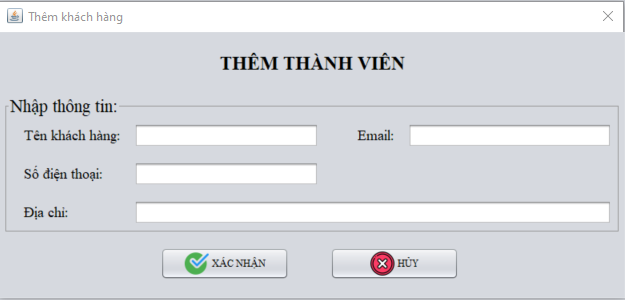 Thêm khách hàng
THÊM THÀNH VIÊN
Nhập thông tin:
Tên khách hàng: Email:
Số điện thoại:
Địa chỉ:
XÁC NHẬN HỦY